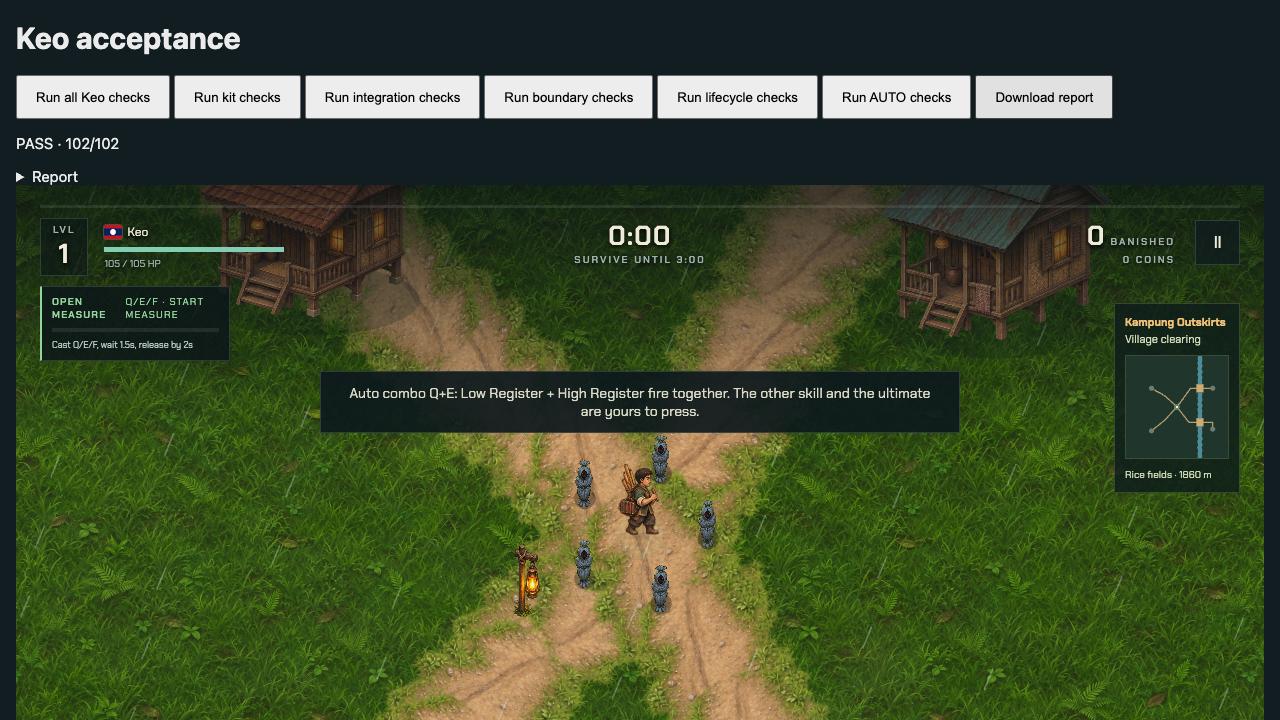 Keo acceptance
Run all Keo checks
Run kit checks
Run integration checks
Run boundary checks
Run lifecycle checks
Run AUTO checks
Download report
PASS · 102/102
Report
LVL
1
Keo
105 / 105 HP
0:00
SURVIVE UNTIL 3:00
0 BANISHED
0 COINS
OPEN MEASURE
Q/E/F · START MEASURE
Cast Q/E/F, wait 1.5s, release by 2s
Kampung Outskirts
Village clearing
Rice fields · 1860 m
Auto combo Q+E: Low Register + High Register fire together. The other skill and the ultimate
are yours to press.